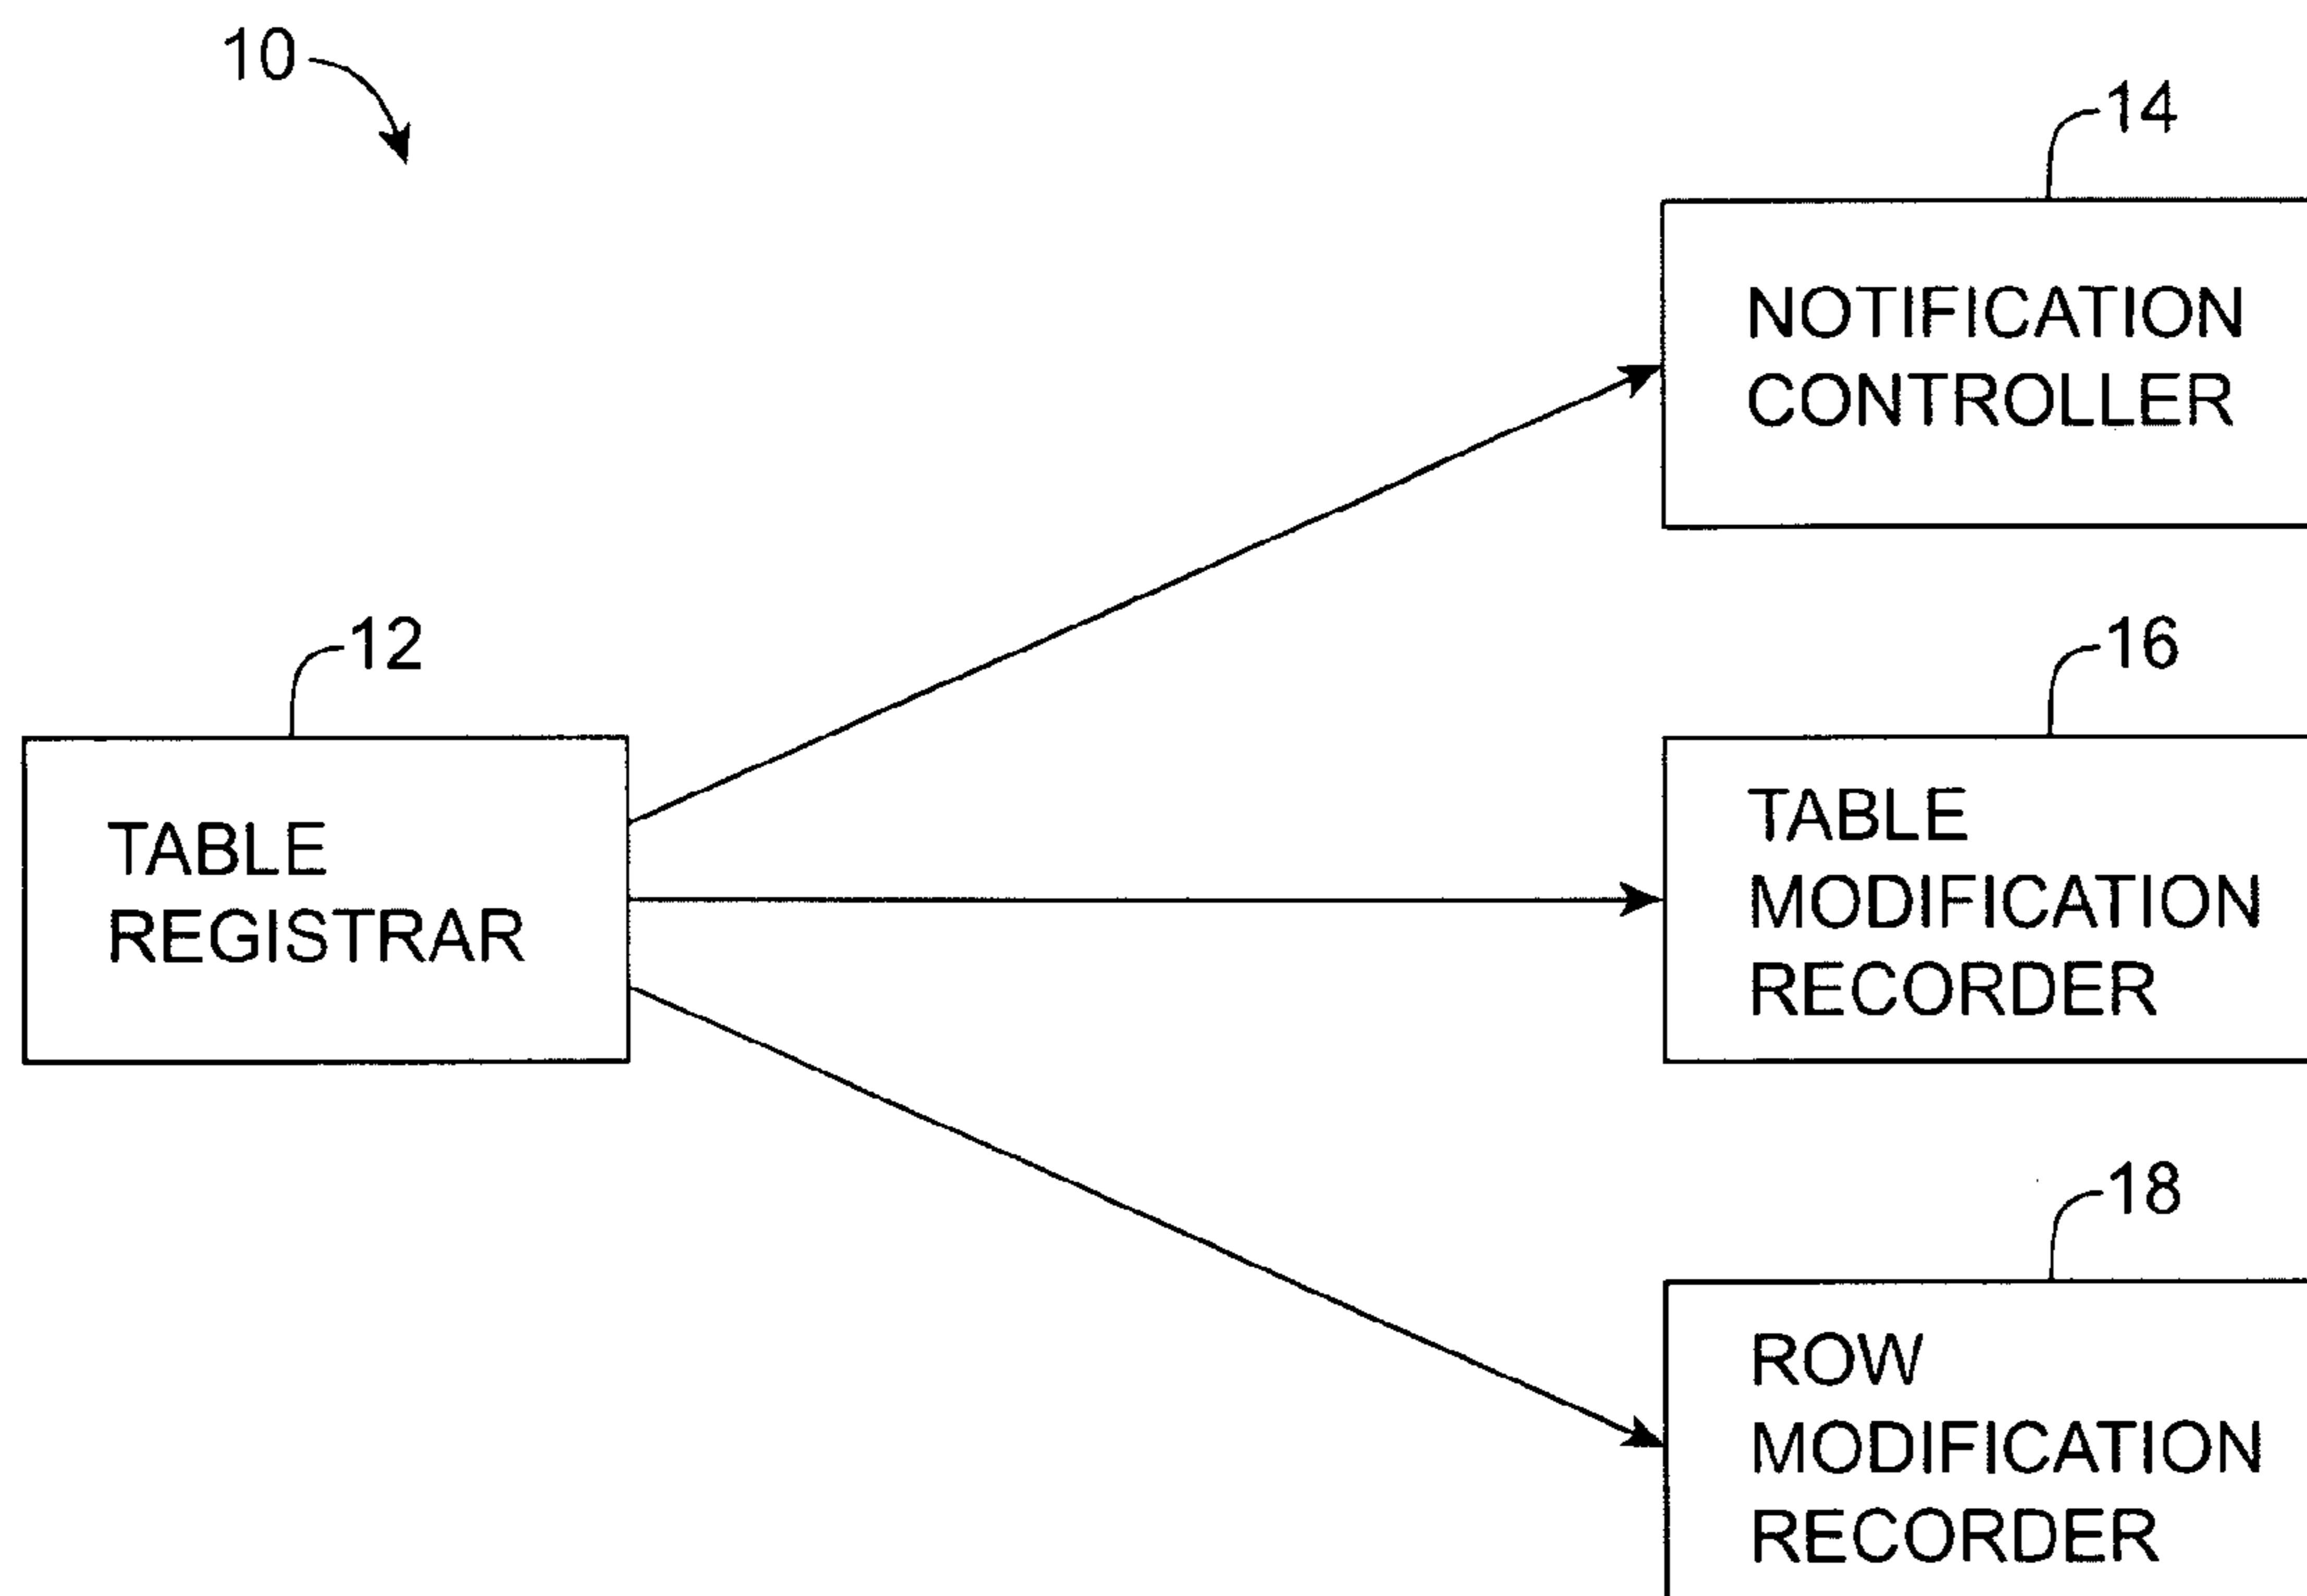 10
14
NOTIFICATION
CONTROLLER
12
TABLE
REGISTRAR
16
TABLE
MODIFICATION
RECORDER
18
ROW
MODIFICATION
RECORDER